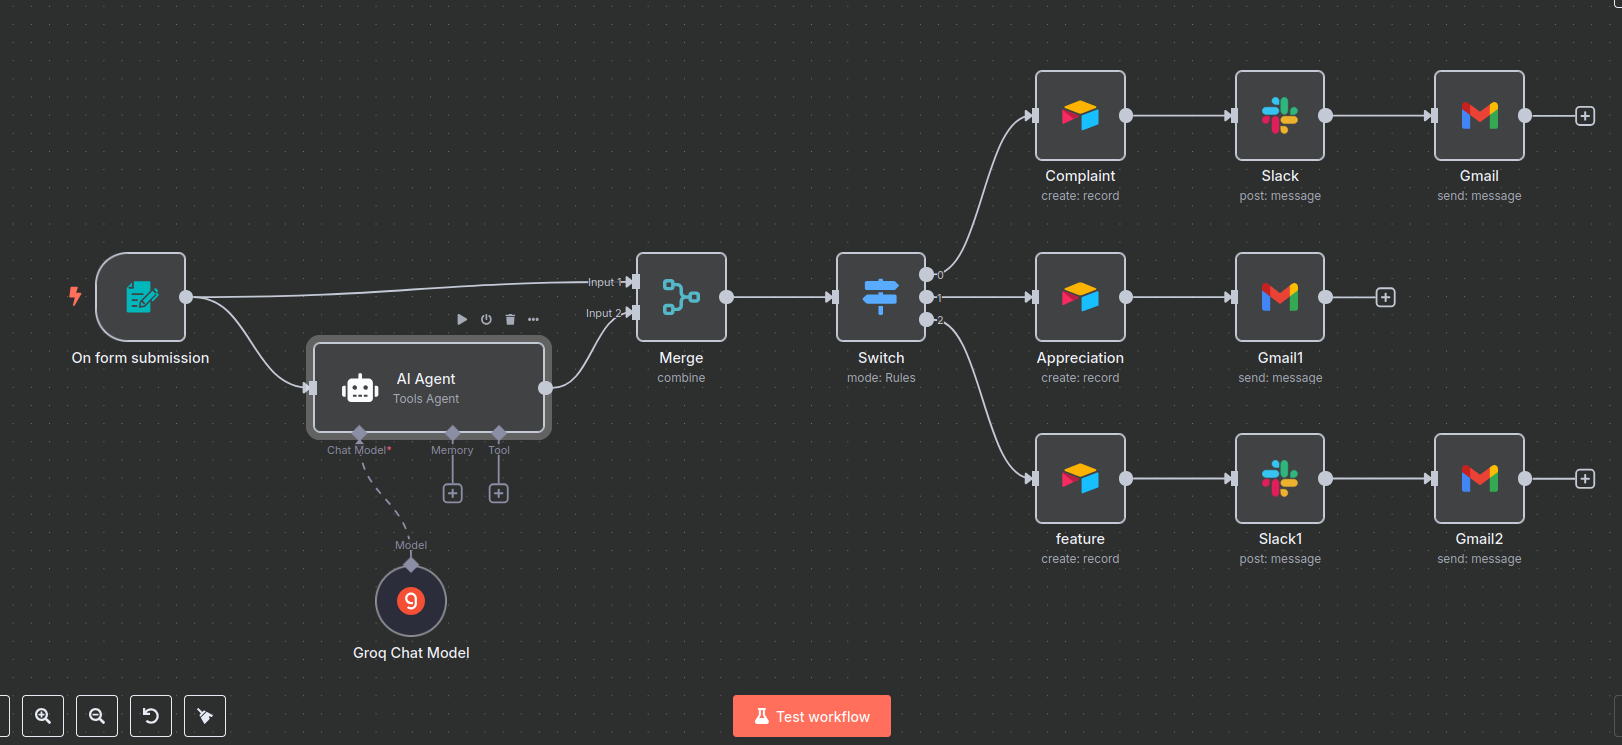 Complaint
create: record
Slack
post: message
Gmail
send: message
On form submission
AI Agent
Tools Agent
Chat Model*
Memory
Tool
Model
Groq Chat Model
Input 1
Input 2
Merge
combine
Switch
mode: Rules
0
1
2
Appreciation
create: record
Gmail1
send: message
feature
create: record
Slack1
post: message
Gmail2
send: message
Test workflow